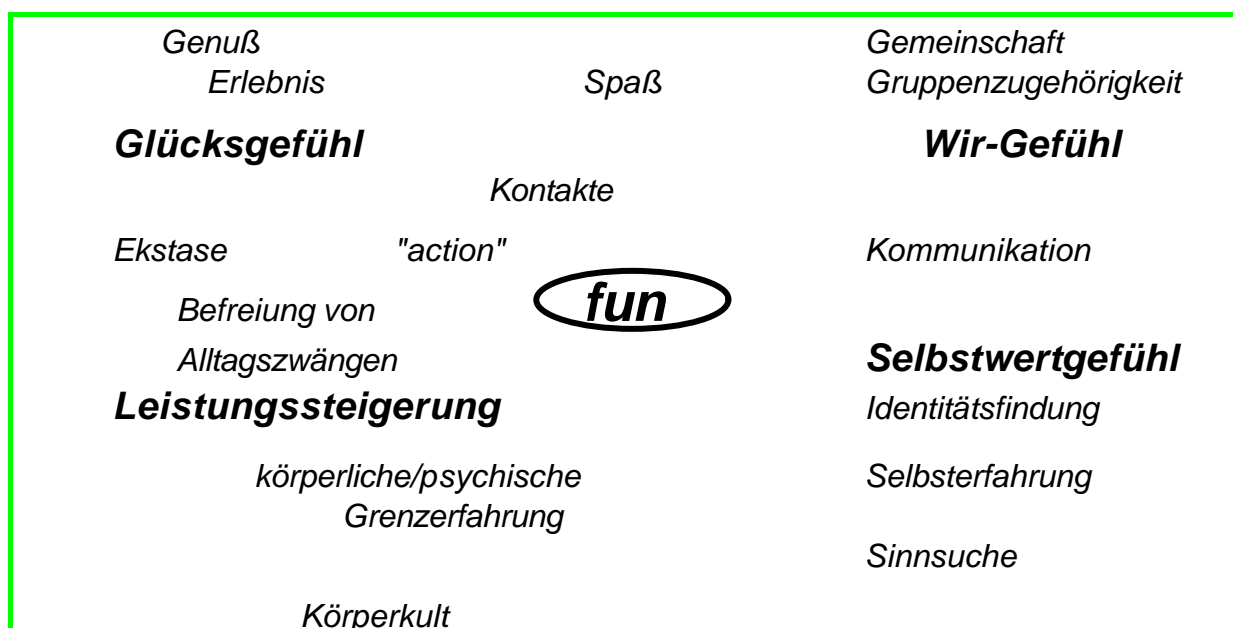 Genuß Gemeinschaft
Erlebnis Spaß Gruppenzugehörigkeit
Glücksgefühl Wir-Gefühl
Kontakte
Ekstase "action" Kommunikation
fun
Befreiung von
Alltagszwängen Selbstwertgefühl
Leistungssteigerung Identitätsfindung
körperliche/psychische Selbsterfahrung
Grenzerfahrung
Sinnsuche
Körperkult